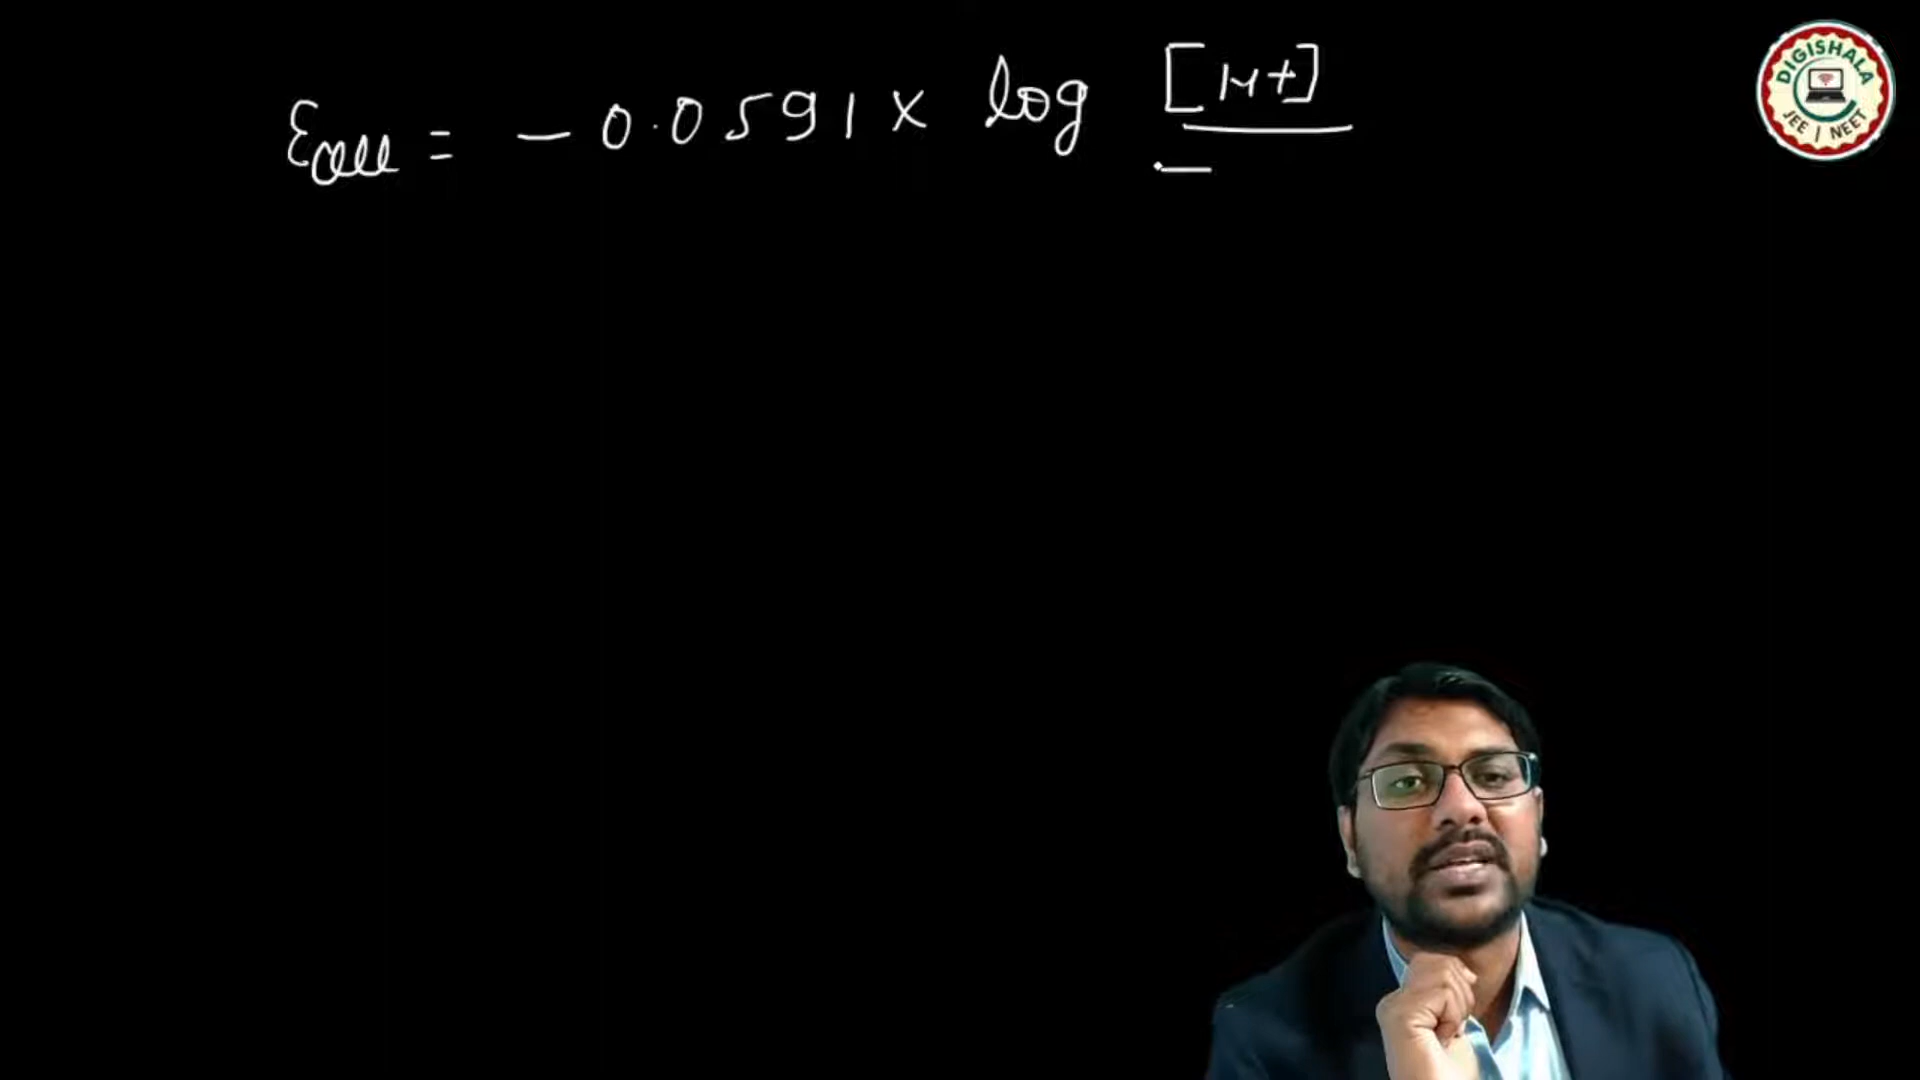 Ecell = - 0.0591 x log [H+]
DIGISHALA
JEE | NEET